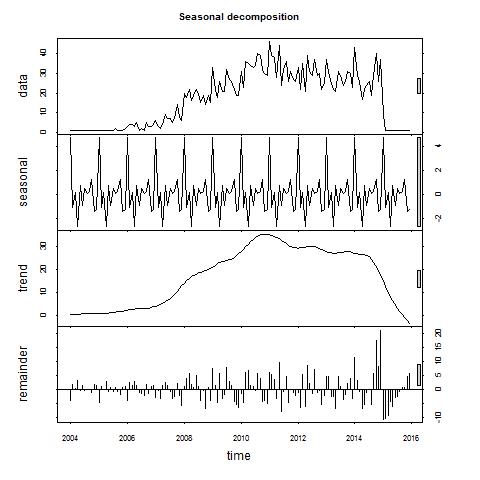 Seasonal decomposition
data
0 10 20 30 40
seasonal
-2 0 2 4
trend
0 10 20 30
remainder
-10 0 5 10 15 20
2004 2006 2008 2010 2012 2014 2016
time